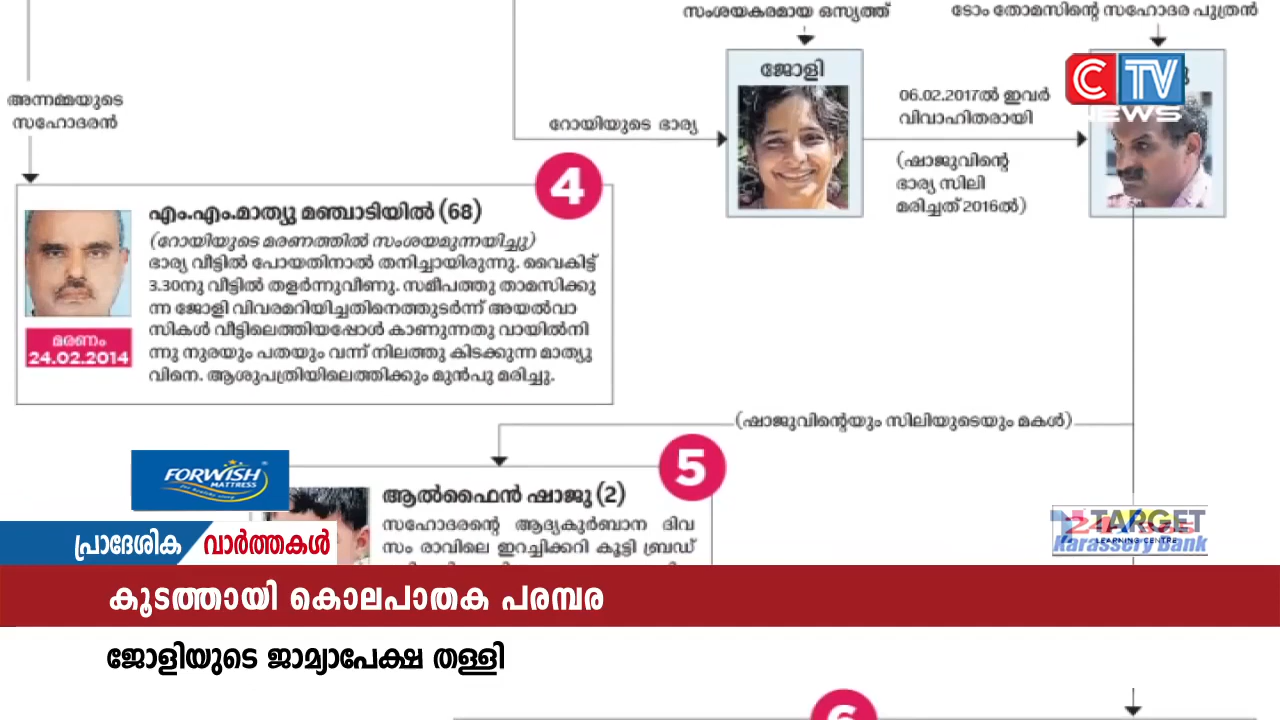 സംശയകരമായ ഒസ്യത്ത്
ടോം തോമസിന്റെ സഹോദര പുത്രൻ
അന്നമ്മയുടെ
സഹോദരൻ
റോയിയുടെ ഭാര്യ
ജോളി
06.02.2017ൽ ഇവർ
വിവാഹിതരായി
(ഷാജുവിന്റെ
ഭാര്യ സിലി
മരിച്ചത് 2016ൽ)
CTV
NEWS
4
എം.എം.മാത്യു മഞ്ചാടിയിൽ (68)
(റോയിയുടെ മരണത്തിൽ സംശയമുന്നയിച്ചു)
ഭാര്യ വീട്ടിൽ പോയതിനാൽ തനിച്ചായിരുന്നു. വൈകിട്ട്
3.30നു വീട്ടിൽ തളർന്നുവീണു. സമീപത്തു താമസിക്കു
ന്ന ജോളി വിവരമറിയിച്ചതിനെത്തുടർന്ന് അയൽവാ
സികൾ വീട്ടിലെത്തിയപ്പോൾ കാണുന്നതു വായിൽനി
ന്നു നുരയും പതയും വന്ന് നിലത്തു കിടക്കുന്ന മാത്യു
വിനെ. ആശുപത്രിയിലെത്തിക്കും മുൻപു മരിച്ചു.
മരണം
24.02.2014
(ഷാജുവിന്റെയും സിലിയുടെയും മകൾ)
5
ആൽഫൈൻ ഷാജു (2)
സഹോദരന്റെ ആദ്യകുർബാന ദിവ
സം രാവിലെ ഇറച്ചിക്കറി കൂട്ടി ബ്രഡ്
FORWISH
MATTRESS
TARGET
LEARNING CENTRE
Karassery Bank
പ്രാദേശിക വാർത്തകൾ
കൂടത്തായി കൊലപാതക പരമ്പര
ജോളിയുടെ ജാമ്യാപേക്ഷ തള്ളി
6